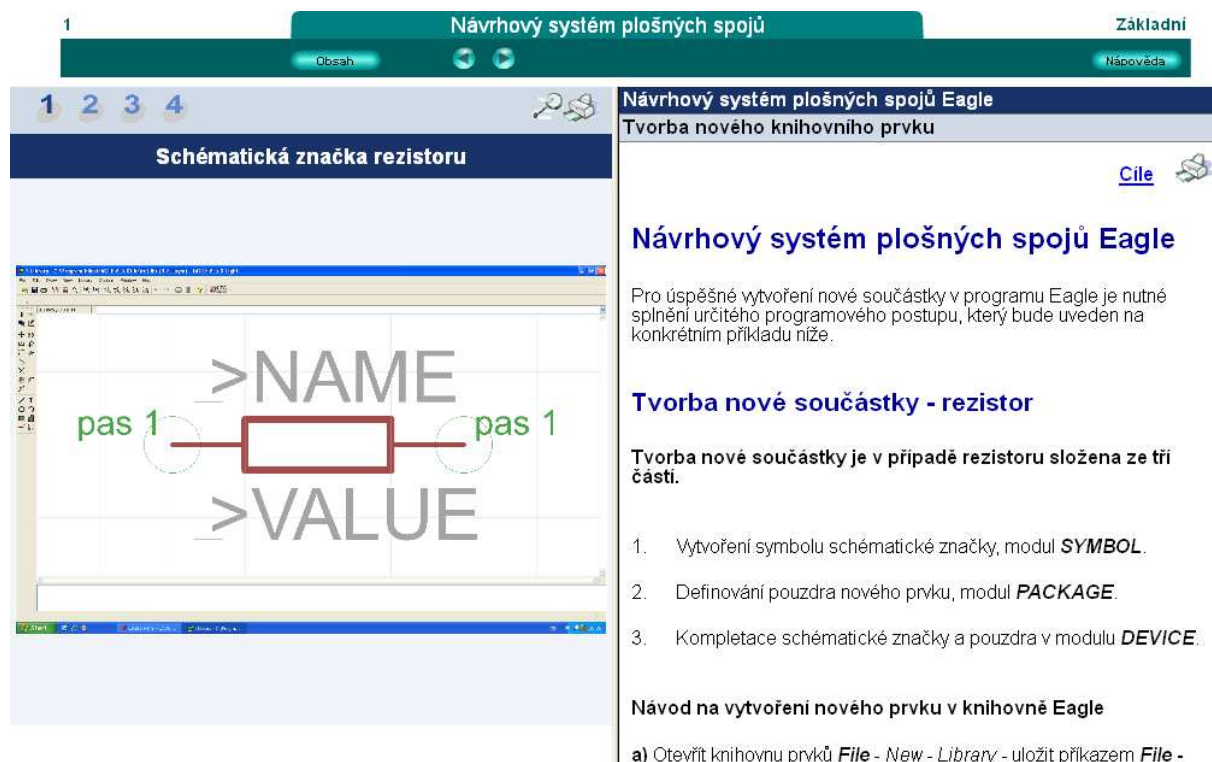 1
Návrhový systém plošných spojů
Základní
Obsah
Nápověda
1 2 3 4
Schématická značka rezistoru
>NAME
pas 1
pas 1
>VALUE
Návrhový systém plošných spojů Eagle
Tvorba nového knihovního prvku
Cíle
Návrhový systém plošných spojů Eagle
Pro úspěšné vytvoření nové součástky v programu Eagle je nutné
splnění určitého programového postupu, který bude uveden na
konkrétním příkladu níže.
Tvorba nové součástky - rezistor
Tvorba nové součástky je v případě rezistoru složena ze tří
částí.
1. Vytvoření symbolu schématické značky, modul SYMBOL.
2. Definování pouzdra nového prvku, modul PACKAGE.
3. Kompletace schématické značky a pouzdra v modulu DEVICE.
Návod na vytvoření nového prvku v knihovně Eagle
a) Otevřít knihovnu prvků File - New - Library - uložit příkazem File -